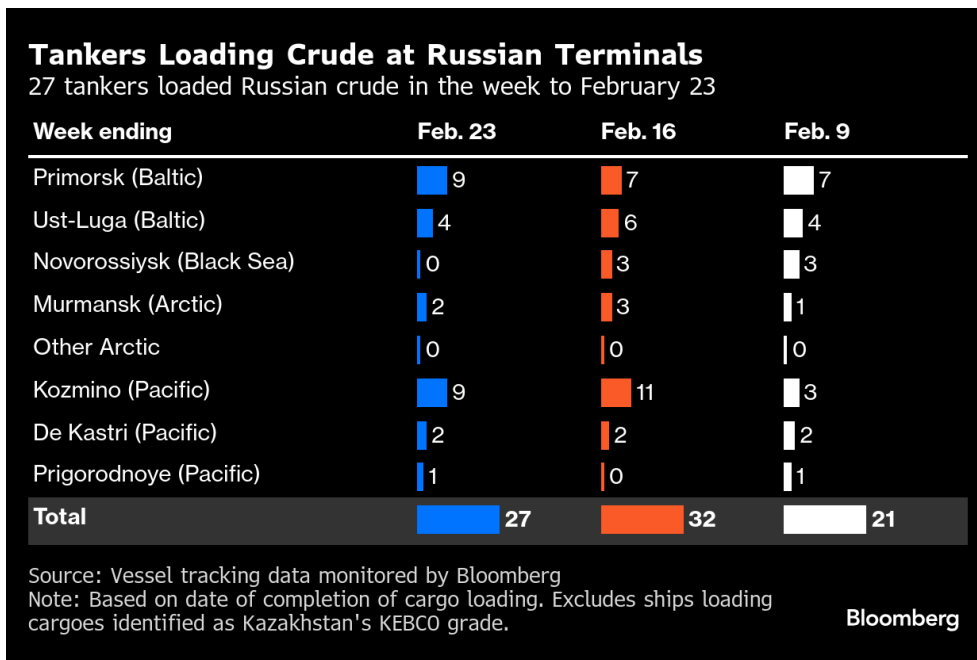 Tankers Loading Crude at Russian Terminals
27 tankers loaded Russian crude in the week to February 23
Week ending Feb. 23 Feb. 16 Feb. 9
Primorsk (Baltic) 9 7 7
Ust-Luga (Baltic) 4 6 4
Novorossiysk (Black Sea) 0 3 3
Murmansk (Arctic) 2 3 1
Other Arctic 0 0 0
Kozmino (Pacific) 9 11 3
De Kastri (Pacific) 2 2 2
Prigorodnoye (Pacific) 1 0 1
Total 27 32 21
Source: Vessel tracking data monitored by Bloomberg
Note: Based on date of completion of cargo loading. Excludes ships loading
cargoes identified as Kazakhstan's KEBCO grade.
Bloomberg